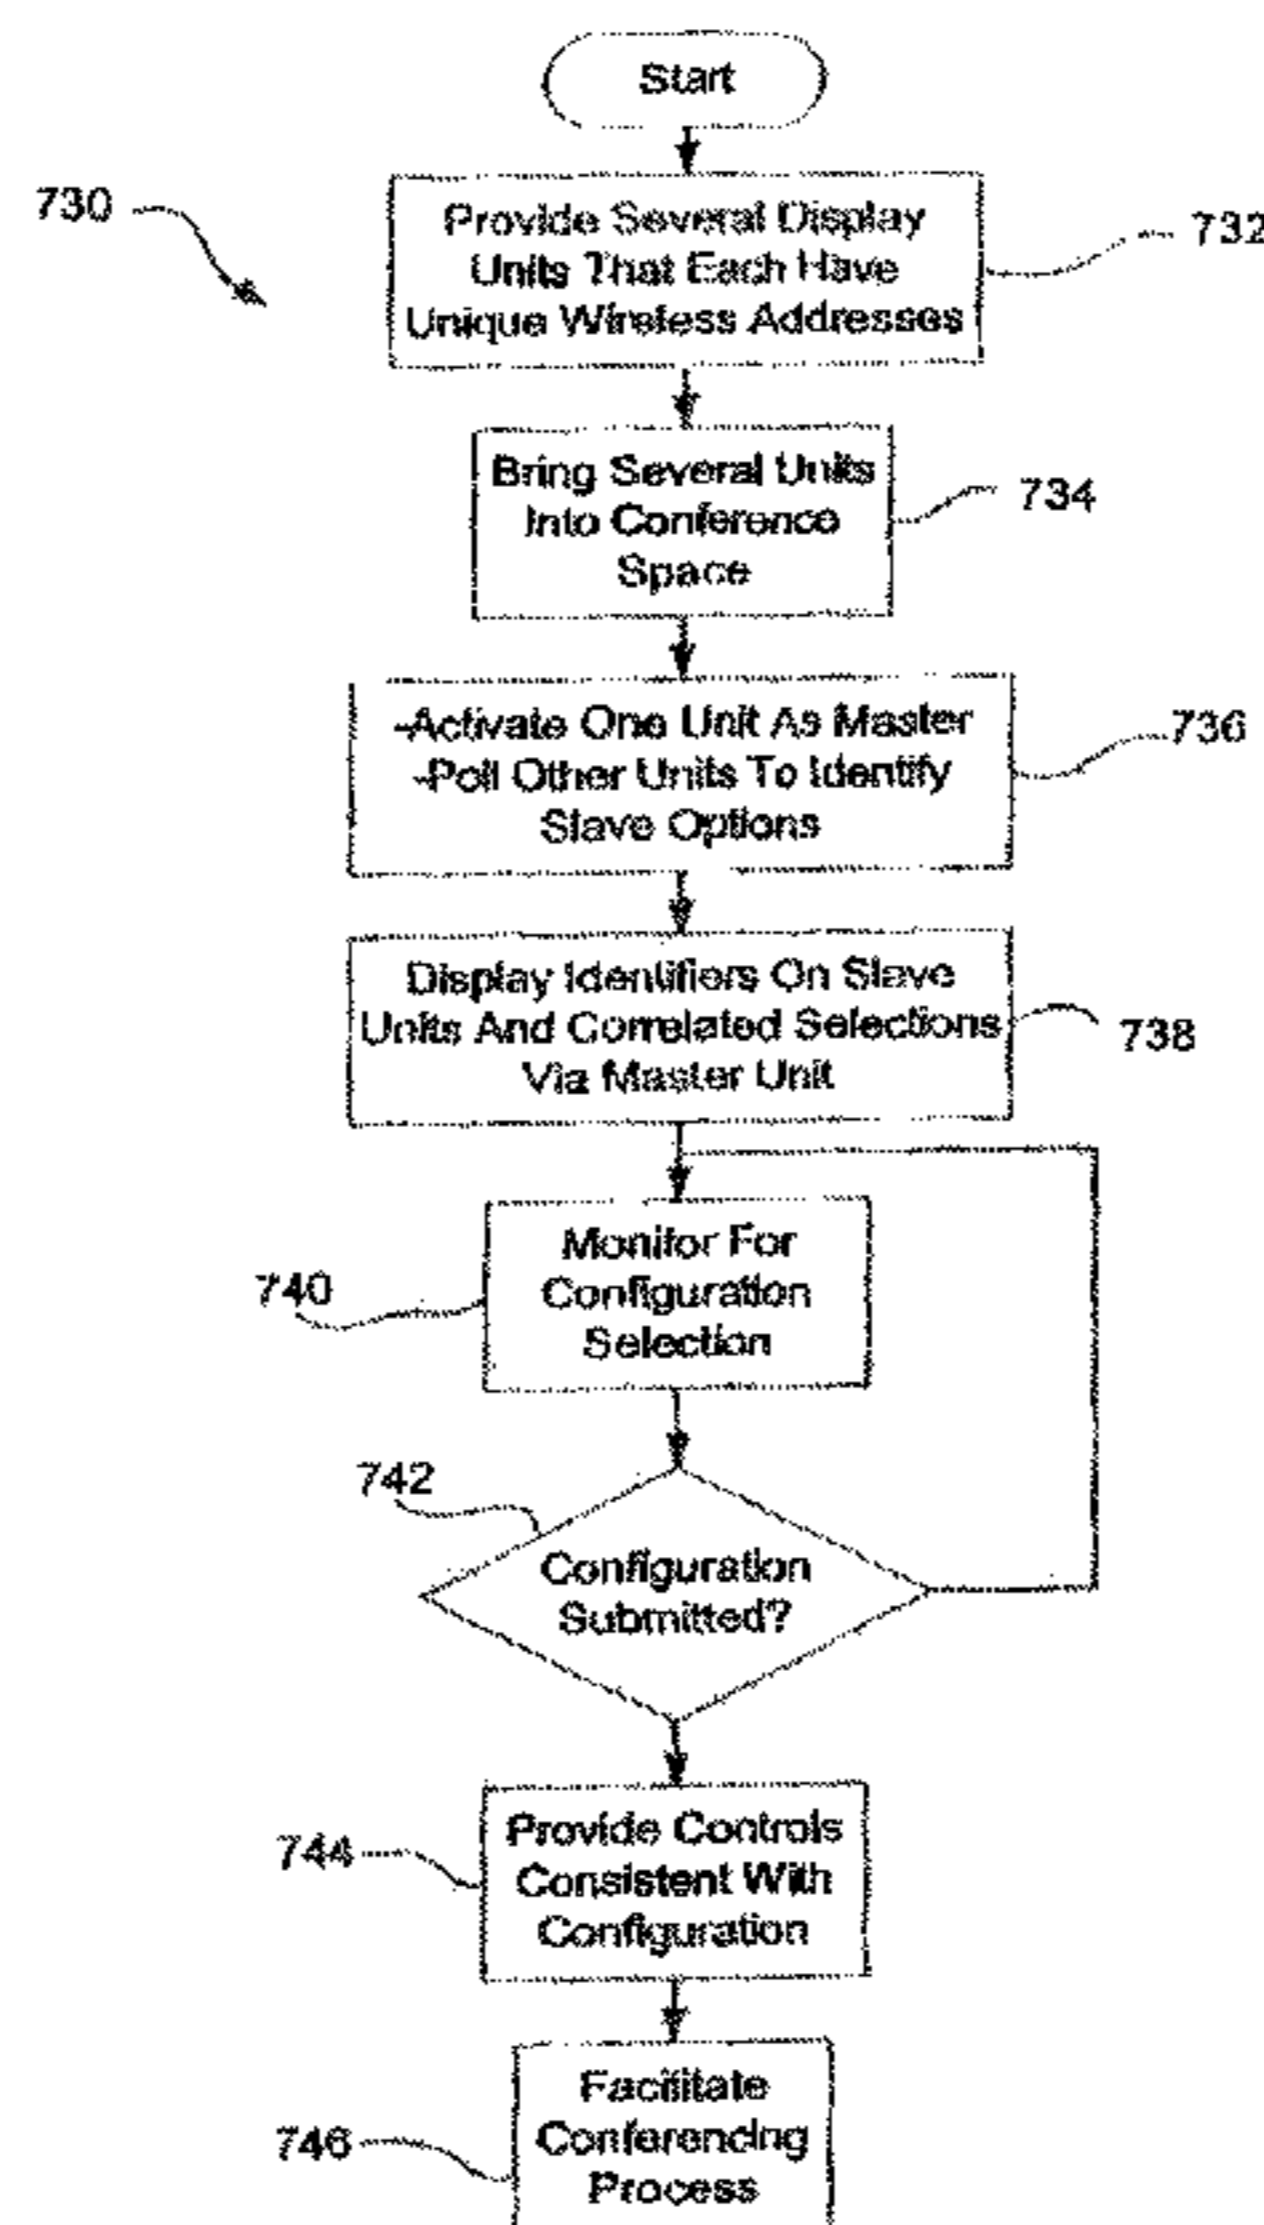 Start
730
Provide Several Display
Units That Each Have
Unique Wireless Addresses
732
Bring Several Units
Into Conference
Space
734
-Activate One Unit As Master
-Poll Other Units To Identify
Slave Options
736
Display Identifiers On Slave
Units And Correlated Selections
Via Master Unit
738
Monitor For
Configuration
Selection
740
742
Configuration
Submitted?
Provide Controls
Consistent With
Configuration
744
Facilitate
Conferencing
Process
746